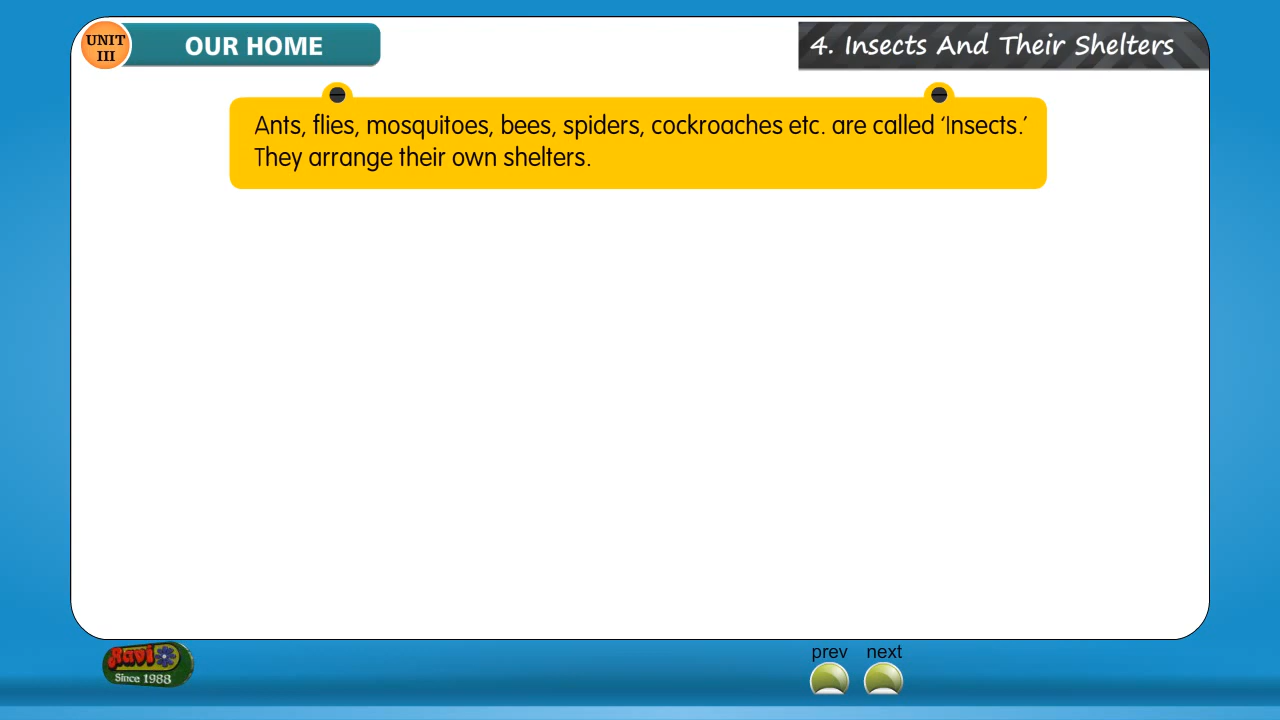 UNIT
III
OUR HOME
4. Insects And Their Shelters
Ants, flies, mosquitoes, bees, spiders, cockroaches etc. are called ‘Insects.’
They arrange their own shelters.
Ravi
Since 1988
prev next